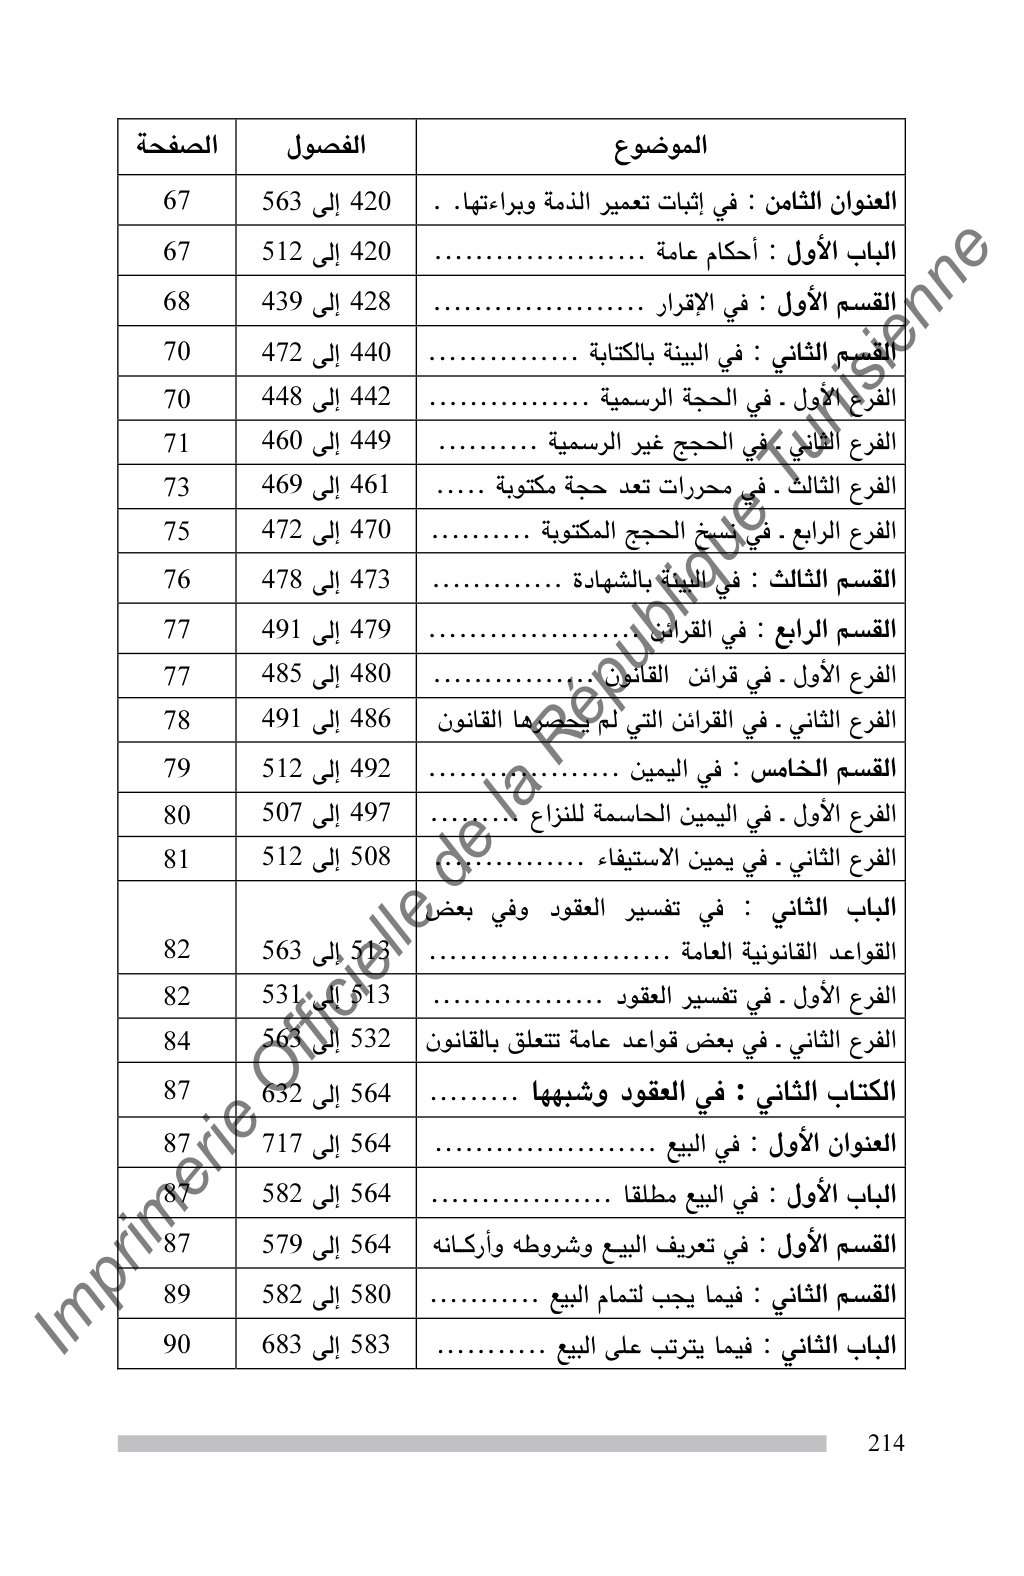 الموضوع الفصول الصفحة
العنوان الثامن : في إثبات تعمير الذمة وبراءتها. . 420 إلى 563 67
الباب الأول : أحكام عامة ..................... 420 إلى 512 67
القسم الأول : في الإقرار ..................... 428 إلى 439 68
القسم الثاني : في البينة بالكتابة ............... 440 إلى 472 70
الفرع الأول ـ في الحجة الرسمية ................ 442 إلى 448 70
الفرع الثاني ـ في الحجج غير الرسمية .......... 449 إلى 460 71
الفرع الثالث ـ في محررات تعد حجة مكتوبة ..... 461 إلى 469 73
الفرع الرابع ـ في نسخ الحجج المكتوبة .......... 470 إلى 472 75
القسم الثالث : في البينة بالشهادة ............. 473 إلى 478 76
القسم الرابع : في القرائن ..................... 479 إلى 491 77
الفرع الأول ـ في قرائن القانون ................ 480 إلى 485 77
الفرع الثاني ـ في القرائن التي لم يحصرها القانون 486 إلى 491 78
القسم الخامس : في اليمين ................... 492 إلى 512 79
الفرع الأول ـ في اليمين الحاسمة للنزاع ......... 497 إلى 507 80
الفرع الثاني ـ في يمين الاستيفاء ............... 508 إلى 512 81
الباب الثاني : في تفسير العقود وفي بعض
القواعد القانونية العامة ........................ 513 إلى 563 82
الفرع الأول ـ في تفسير العقود ................. 513 إلى 531 82
الفرع الثاني ـ في بعض قواعد عامة تتعلق بالقانون 532 إلى 563 84
الكتاب الثاني : في العقود وشبهها ......... 564 إلى 632 87
العنوان الأول : في البيع ...................... 564 إلى 717 87
الباب الأول : في البيع مطلقا .................. 564 إلى 582 87
القسم الأول : في تعريف البيع وشروطه وأركانه 564 إلى 579 87
القسم الثاني : فيما يجب لتمام البيع ........... 580 إلى 582 89
الباب الثاني : فيما يترتب على البيع ........... 583 إلى 683 90
214
Imprimerie Officielle de la République Tunisienne